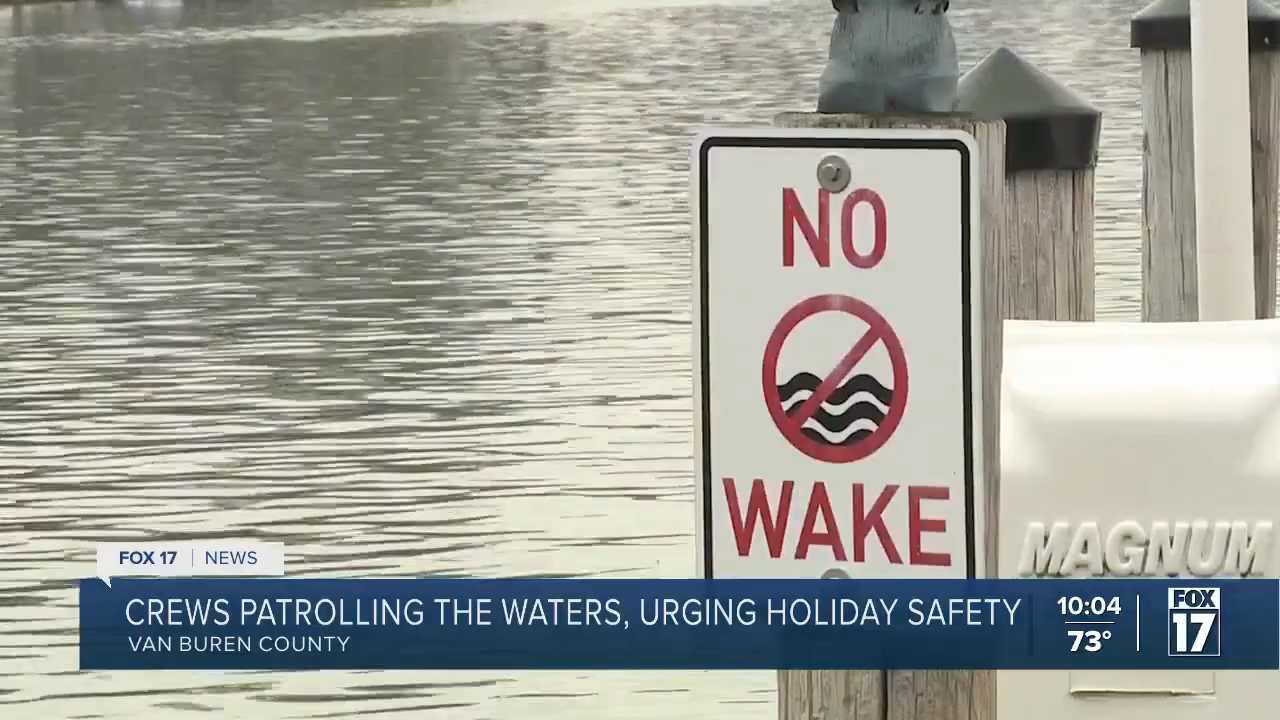 NO
WAKE
MAGNUM
FOX 17 | NEWS
CREWS PATROLLING THE WATERS, URGING HOLIDAY SAFETY
VAN BUREN COUNTY
10:04
73°
FOX
17